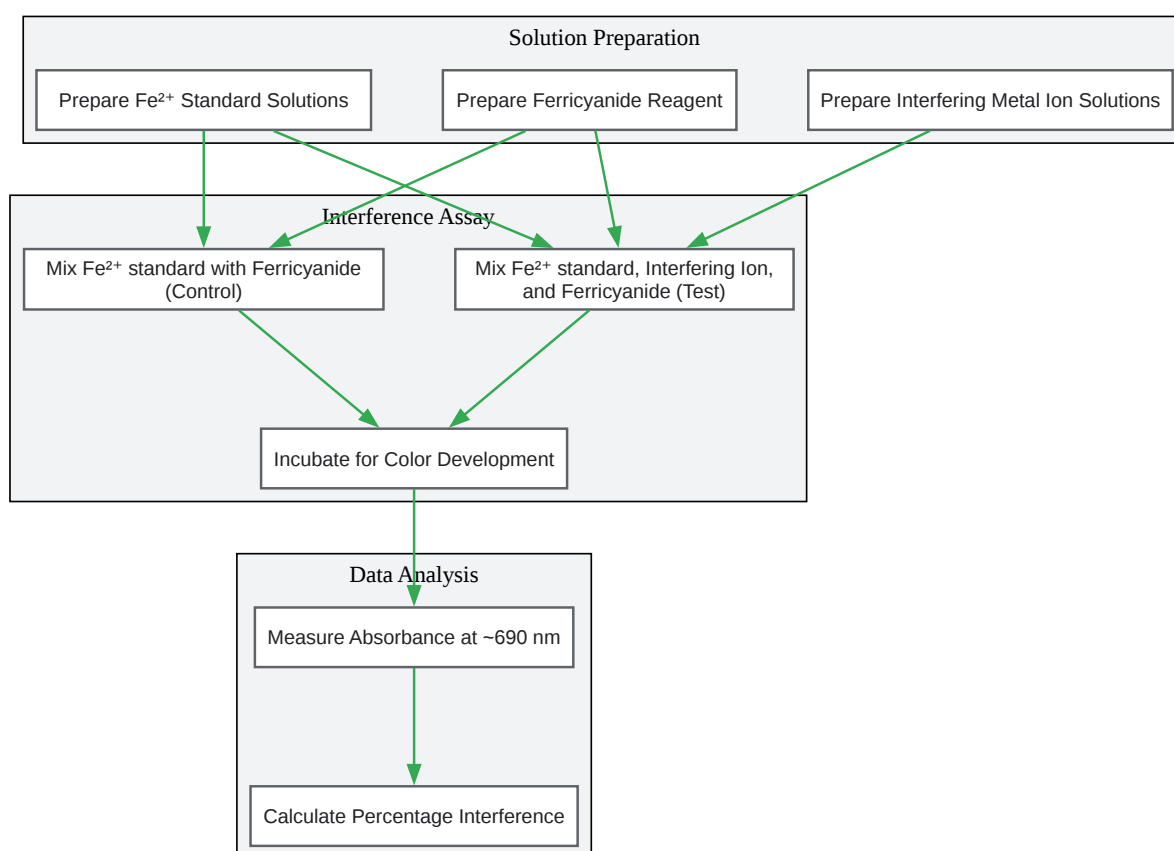 Solution Preparation
Prepare Fe²⁺ Standard Solutions
Prepare Ferricyanide Reagent
Prepare Interfering Metal Ion Solutions
Interference Assay
Mix Fe²⁺ standard with Ferricyanide
(Control)
Mix Fe²⁺ standard, Interfering Ion,
and Ferricyanide (Test)
Incubate for Color Development
Data Analysis
Measure Absorbance at ~690 nm
Calculate Percentage Interference